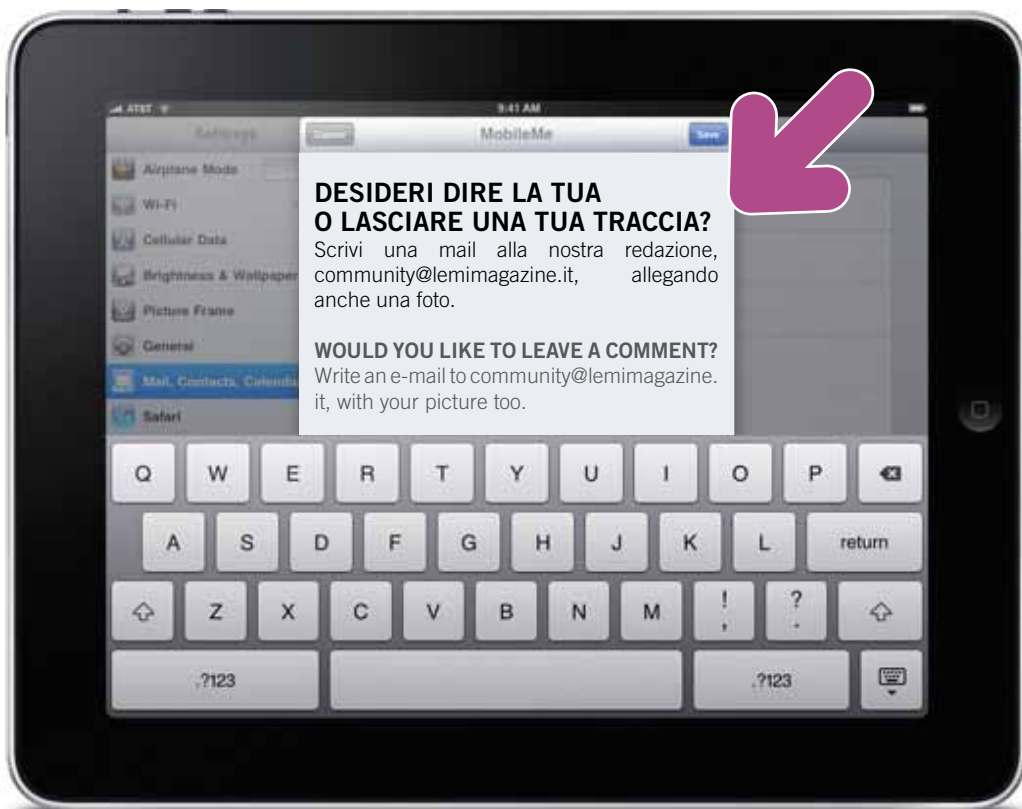 AT&T
9:41 AM
Settings
MobileMe
Save
Airplane Mode
Wi-Fi
Cellular Data
Brightness & Wallpaper
Picture Frame
General
Mail, Contacts, Calendars
Safari
DESIDERI DIRE LA TUA
O LASCIARE UNA TUA TRACCIA?
Scrivi una mail alla nostra redazione,
community@lemimagazine.it, allegando
anche una foto.
WOULD YOU LIKE TO LEAVE A COMMENT?
Write an e-mail to community@lemimagazine.
it, with your picture too.
Q W E R T Y U I O P
A S D F G H J K L return
Z X C V B N M ! , ? .
.?123 .?123